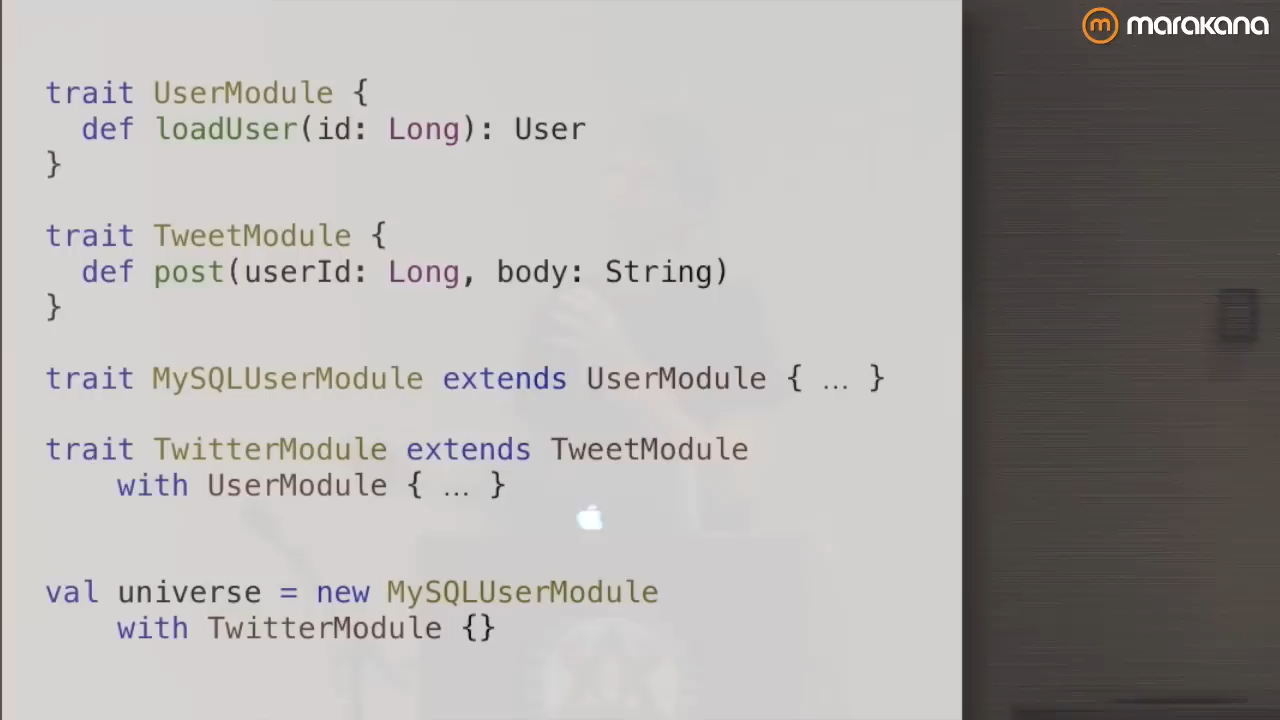 marakana
trait UserModule {
  def loadUser(id: Long): User
}
trait TweetModule {
  def post(userId: Long, body: String)
}
trait MySQLUserModule extends UserModule { … }
trait TwitterModule extends TweetModule
    with UserModule { … }
val universe = new MySQLUserModule
    with TwitterModule {}